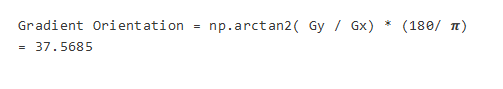 Gradient Orientation = np.arctan2( Gy / Gx) * (180/ π)
= 37.5685